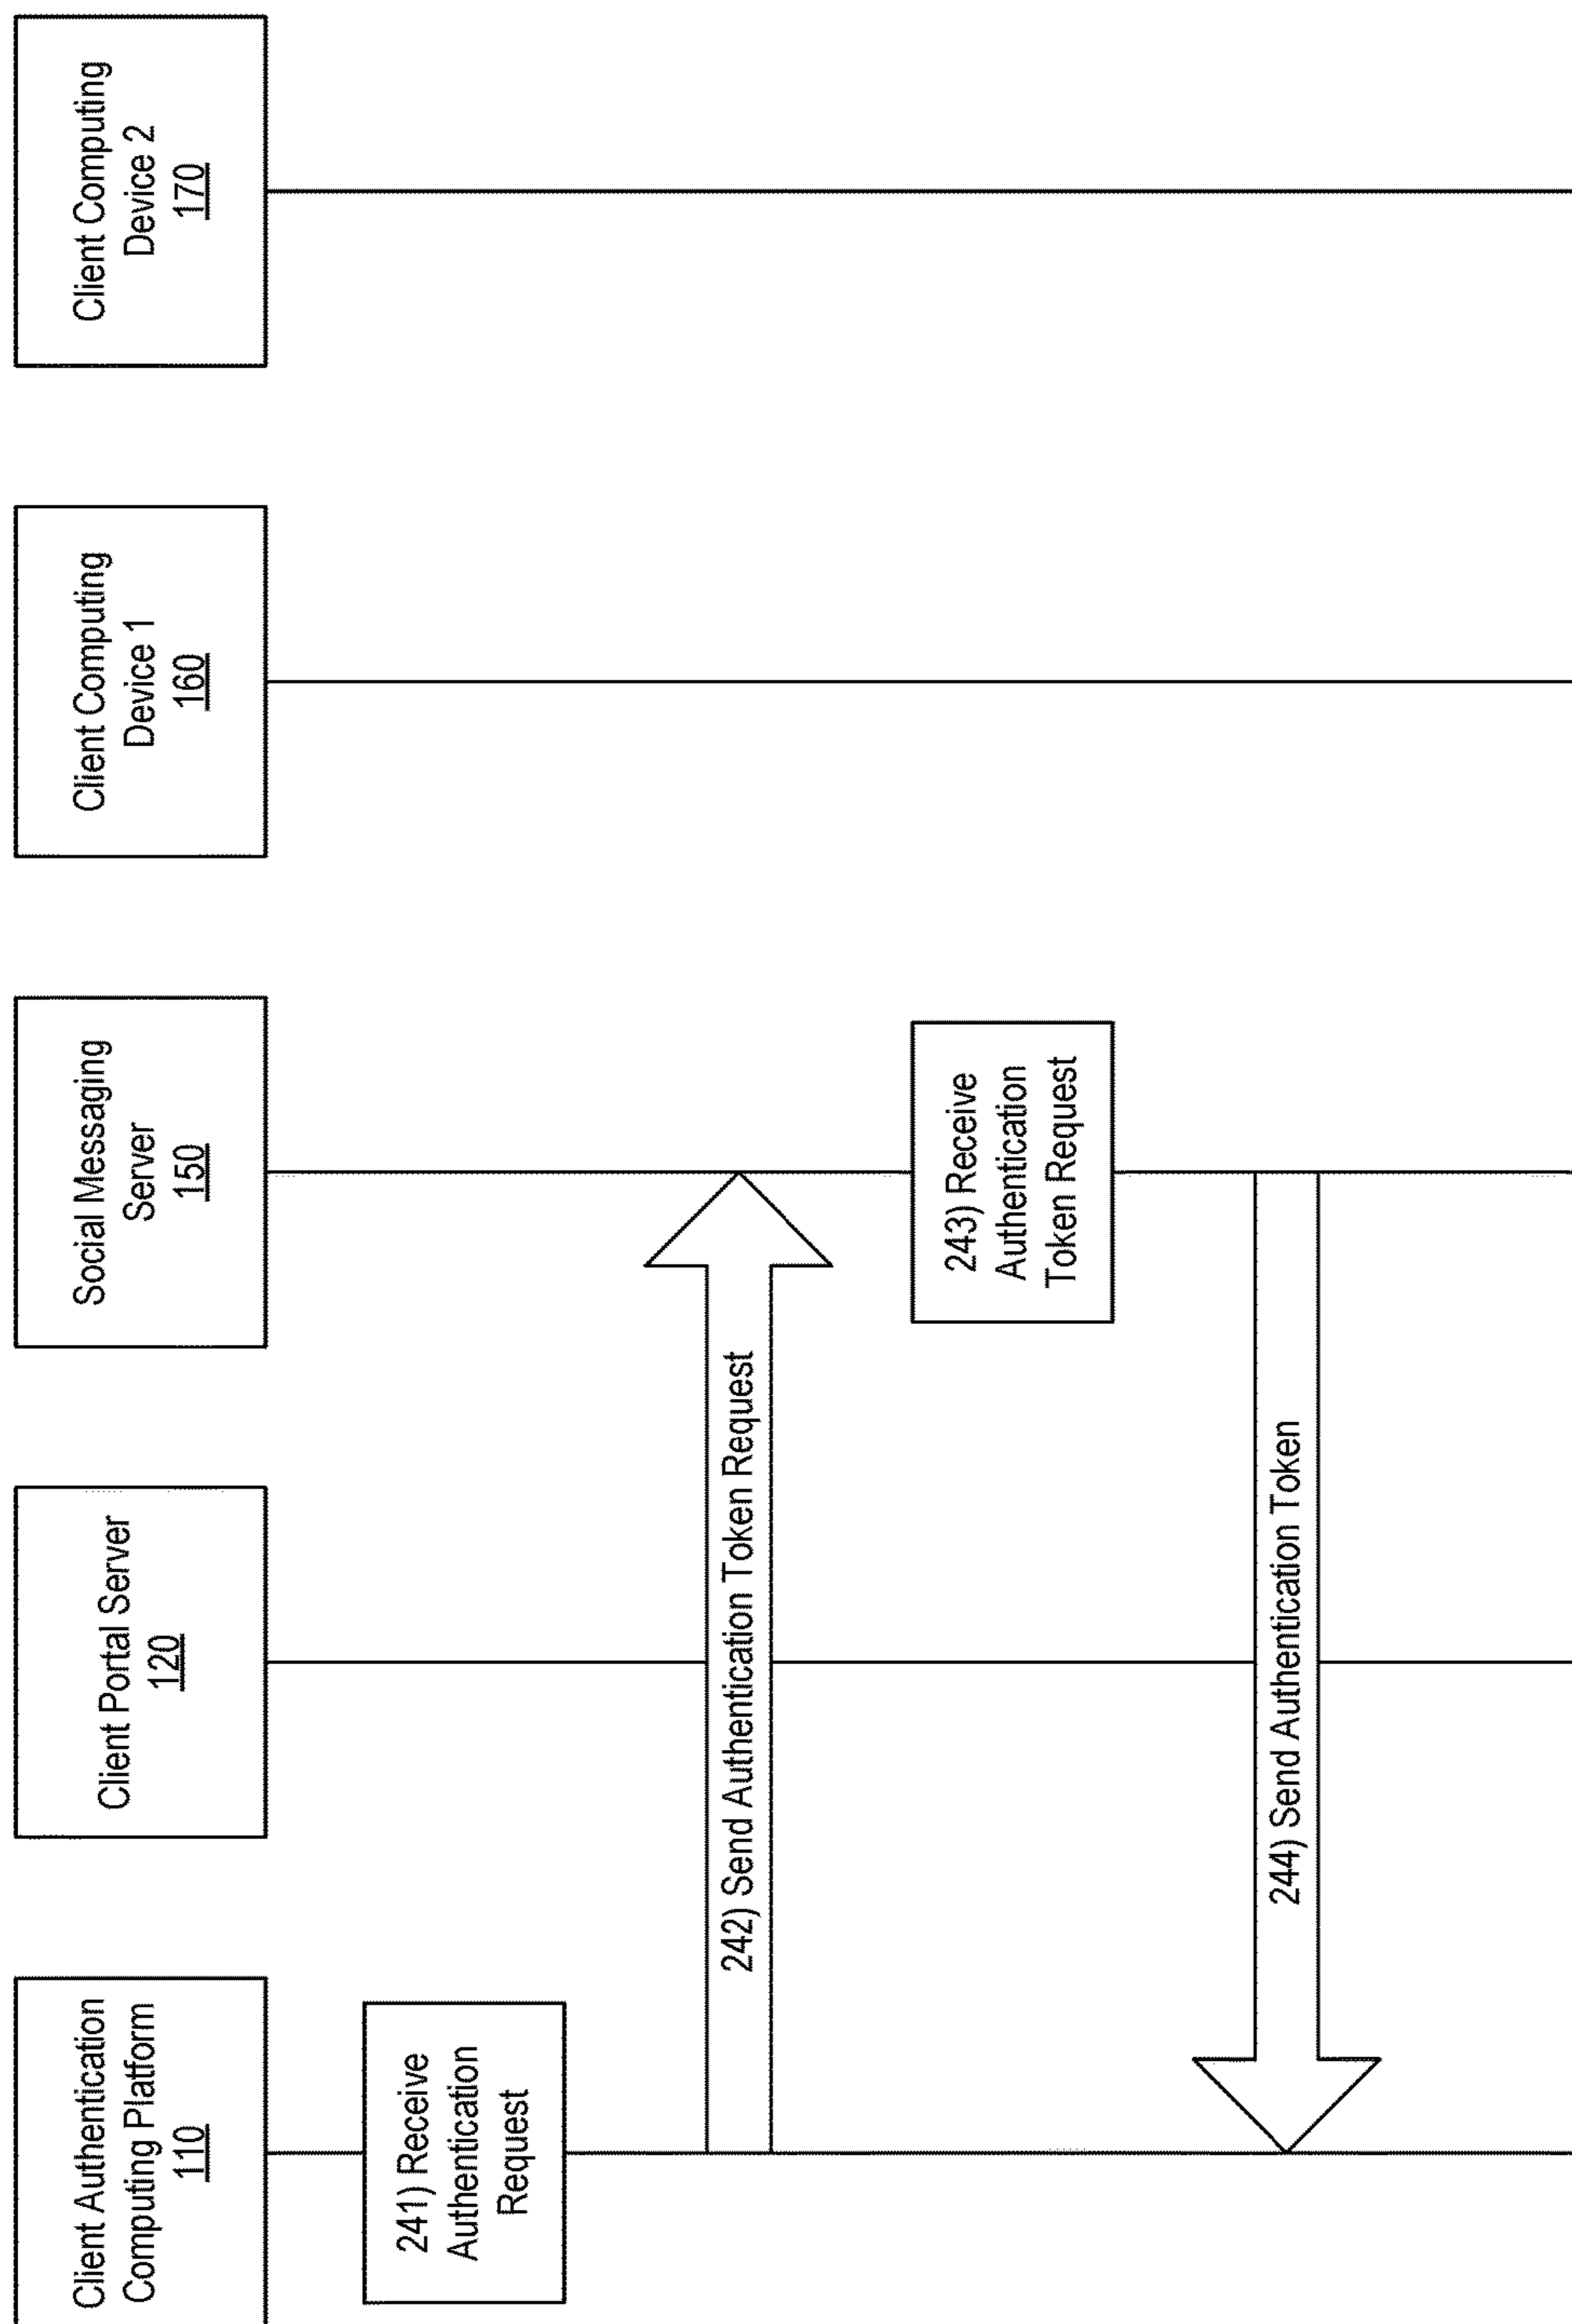 Client Authentication
Computing Platform
110
Client Portal Server
120
Social Messaging
Server
150
Client Computing
Device 1
160
Client Computing
Device 2
170
241) Receive
Authentication
Request
242) Send Authentication Token Request
243) Receive
Authentication
Token Request
244) Send Authentication Token